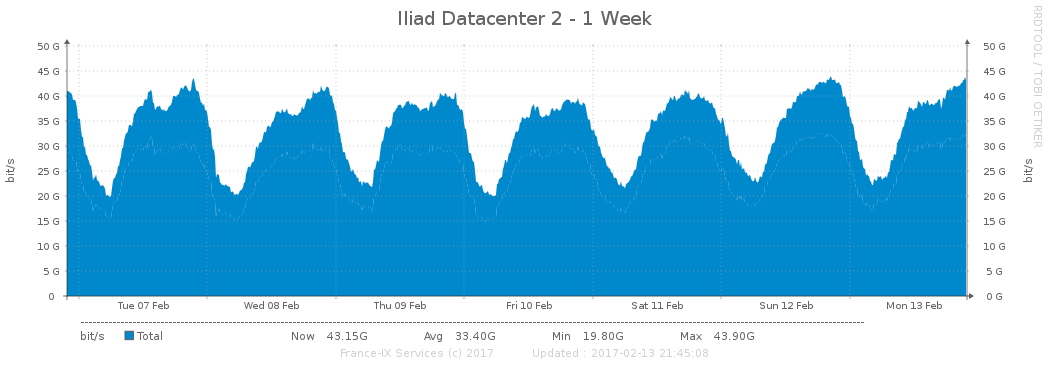 Iliad Datacenter 2 - 1 Week
RRDTOOL / TOBI OETIKER
bit/s
50 G
45 G
40 G
35 G
30 G
25 G
20 G
15 G
10 G
5 G
0
50 G
45 G
40 G
35 G
30 G
25 G
20 G
15 G
10 G
5 G
0 G
bit/s
Tue 07 Feb Wed 08 Feb Thu 09 Feb Fri 10 Feb Sat 11 Feb Sun 12 Feb Mon 13 Feb
bit/s Total Now 43.15G Avg 33.40G Min 19.80G Max 43.90G
France-IX Services (c) 2017 Updated : 2017-02-13 21:45:08